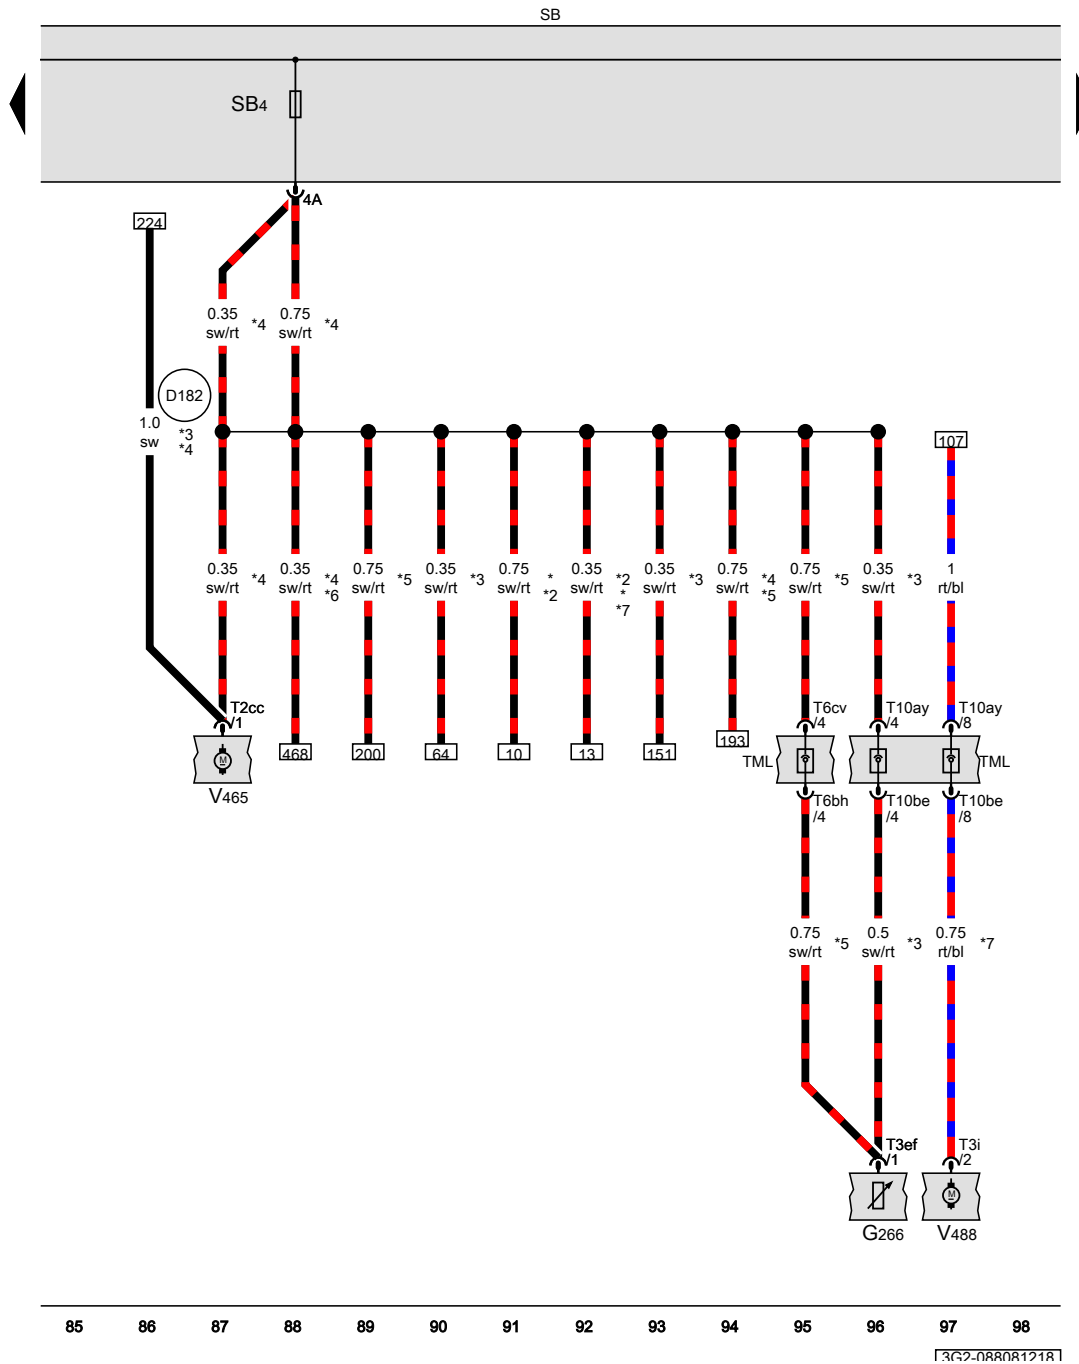 SB
SB4
4A
224
0.35
sw/rt
*4
0.75
sw/rt
*4
D182
1.0
sw
*3
*4
107
0.35
sw/rt
*4
0.35
sw/rt
*4
*6
0.75
sw/rt
*5
0.35
sw/rt
*3
0.75
sw/rt
*
*2
0.35
sw/rt
*2
*
*7
0.35
sw/rt
*3
0.75
sw/rt
*4
*5
0.75
sw/rt
*5
0.35
sw/rt
*3
1
rt/bl
T2cc
/1
T6cv
/4
T10ay
/4
T10ay
/8
468
200
64
10
13
151
193
TML
TML
M
V465
T6bh
/4
T10be
/4
T10be
/8
0.75
sw/rt
*5
0.5
sw/rt
*3
0.75
rt/bl
*7
T3ef
/1
T3i
/2
M
G266
V488
85 86 87 88 89 90 91 92 93 94 95 96 97 98
3G2-088081218